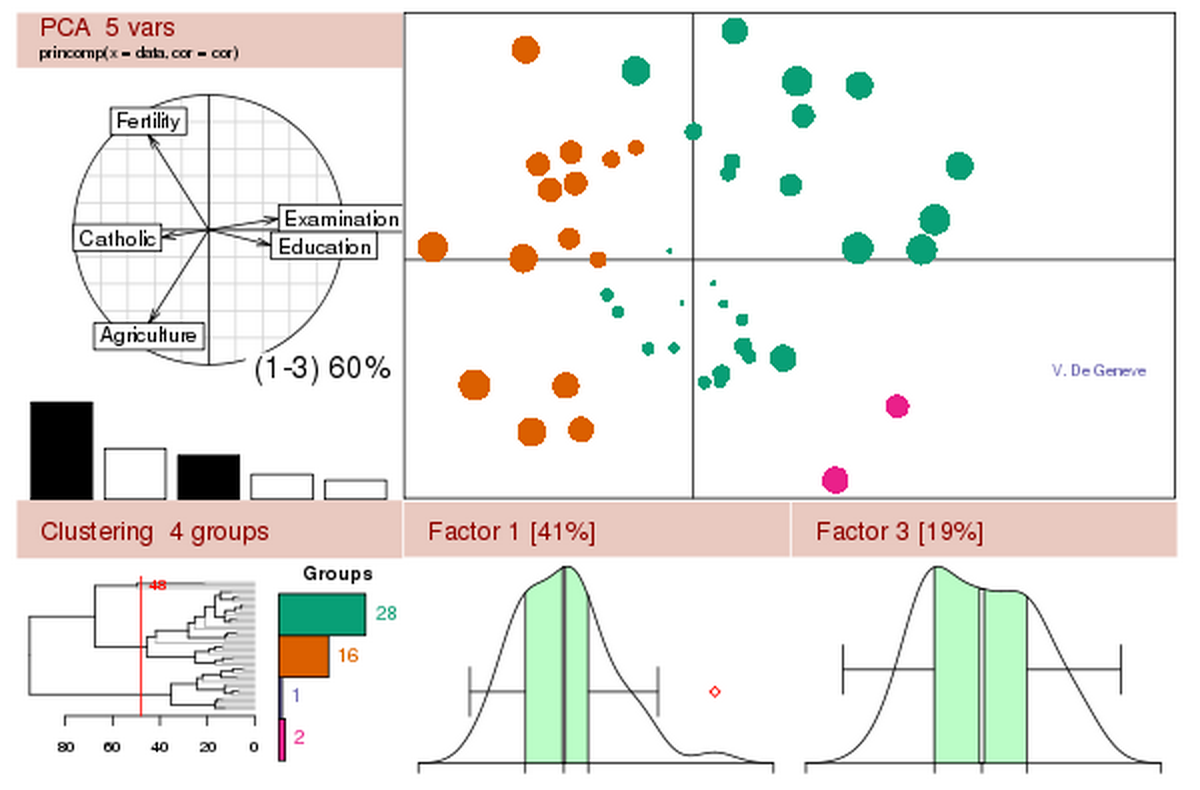 PCA  5 vars
princomp(x = data, cor = cor)
Fertility
Examination
Catholic
Education
Agriculture
(1-3) 60%
V. De Geneve
Clustering  4 groups
Factor 1 [41%]
Factor 3 [19%]
48
Groups
28
16
1
2
80 60 40 20 0